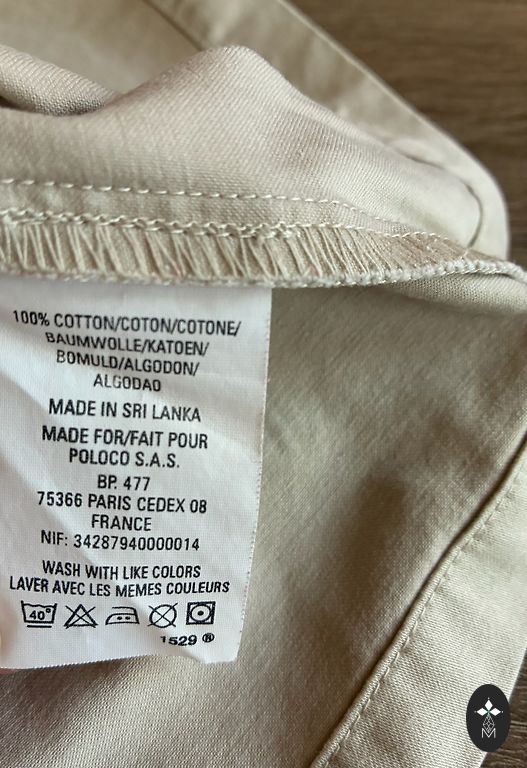 100% COTTON/COTON/COTONE/
BAUMWOLLE/KATOEN/
BOMULD/ALGODON/
ALGODAO
MADE IN SRI LANKA
MADE FOR/FAIT POUR
POLOCO S.A.S.
BP. 477
75366 PARIS CEDEX 08
FRANCE
NIF: 34287940000014
WASH WITH LIKE COLORS
LAVER AVEC LES MEMES COULEURS
40°
1529 ®
M